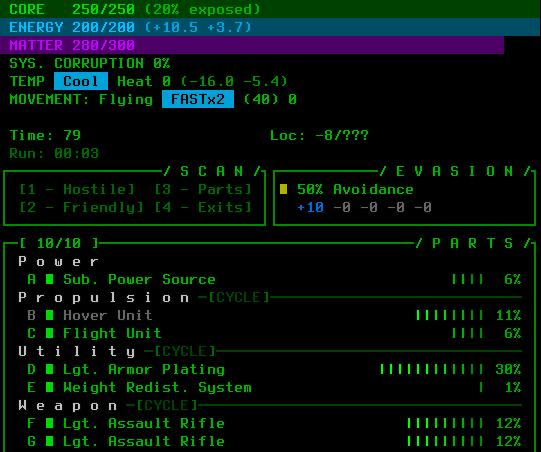 CORE 250/250 (20% exposed)
ENERGY 200/200 (+10.5 +3.7)
MATTER 280/300
SYS. CORRUPTION 0%
TEMP Cool Heat 0 (-16.0 -5.4)
MOVEMENT: Flying FASTx2 (40) 0
Time: 79 Loc: -8/???
Run: 00:03
/ S C A N / / E V A S I O N /
[1 - Hostile] [3 - Parts] 50% Avoidance
[2 - Friendly] [4 - Exits] +10 -0 -0 -0 -0
[ 10/10 ] / P A R T S /
P o w e r
A Sub. Power Source 6%
P r o p u l s i o n [CYCLE]
B Hover Unit 11%
C Flight Unit 6%
U t i l i t y [CYCLE]
D Lgt. Armor Plating 30%
E Weight Redist. System 1%
W e a p o n [CYCLE]
F Lgt. Assault Rifle 12%
G Lgt. Assault Rifle 12%